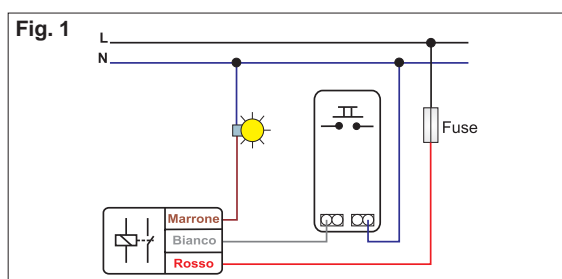 Fig. 1
L
N
Fuse
Marrone
Bianco
Rosso